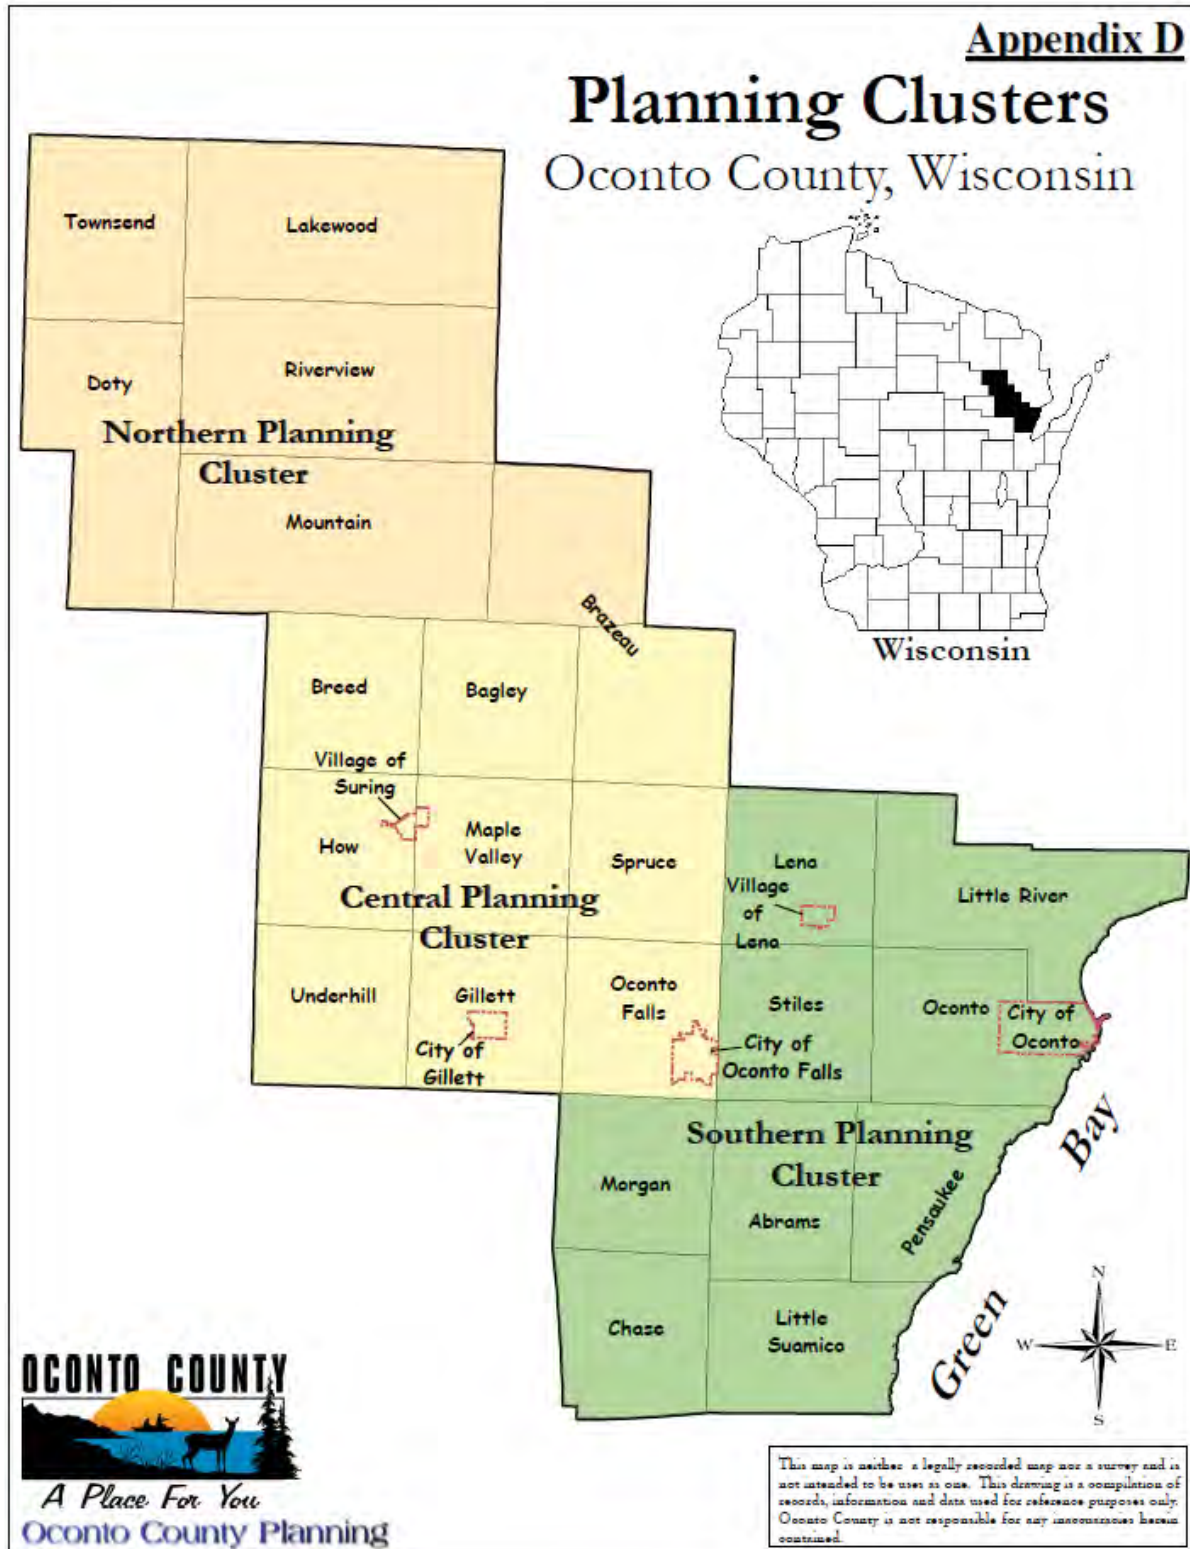 Appendix D
Planning Clusters
Oconto County, Wisconsin
Townsend
Lakewood
Doty
Riverview
Northern Planning
Cluster
Mountain
Brazeau
Wisconsin
Breed
Bagley
Village of
Suring
How
Maple
Valley
Spruce
Lena
Village
of
Lena
Little River
Central Planning
Cluster
Underhill
Gillett
City of
Gillett
Oconto
Falls
Stiles
City of
Oconto Falls
Oconto
City of
Oconto
Southern Planning
Cluster
Morgan
Abrams
Pensaukee
Chase
Little
Suamico
Green Bay
N
W
E
S
OCONTO COUNTY
A Place For You
Oconto County Planning
This map is neither a legally recorded map nor a survey and is
not intended to be uses as one. This drawing is a compilation of
records, information and data used for reference purposes only.
Oconto County is not responsible for any inaccuracies herein
contained.